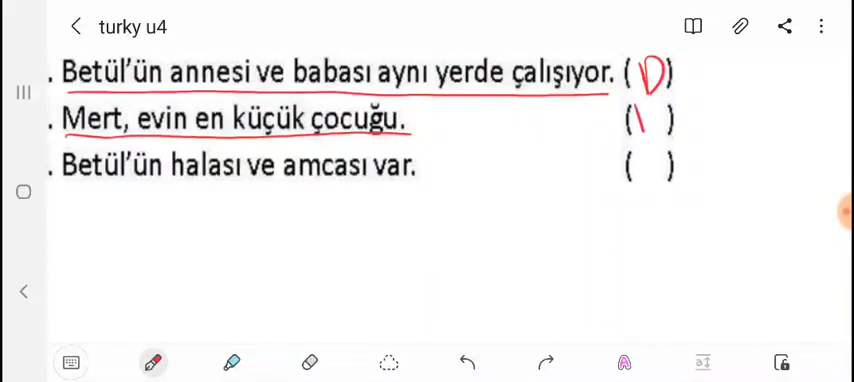 turky u4
. Betül'ün annesi ve babası aynı yerde çalışıyor. (D)
. Mert, evin en küçük çocuğu. (\ )
. Betül'ün halası ve amcası var. ( )